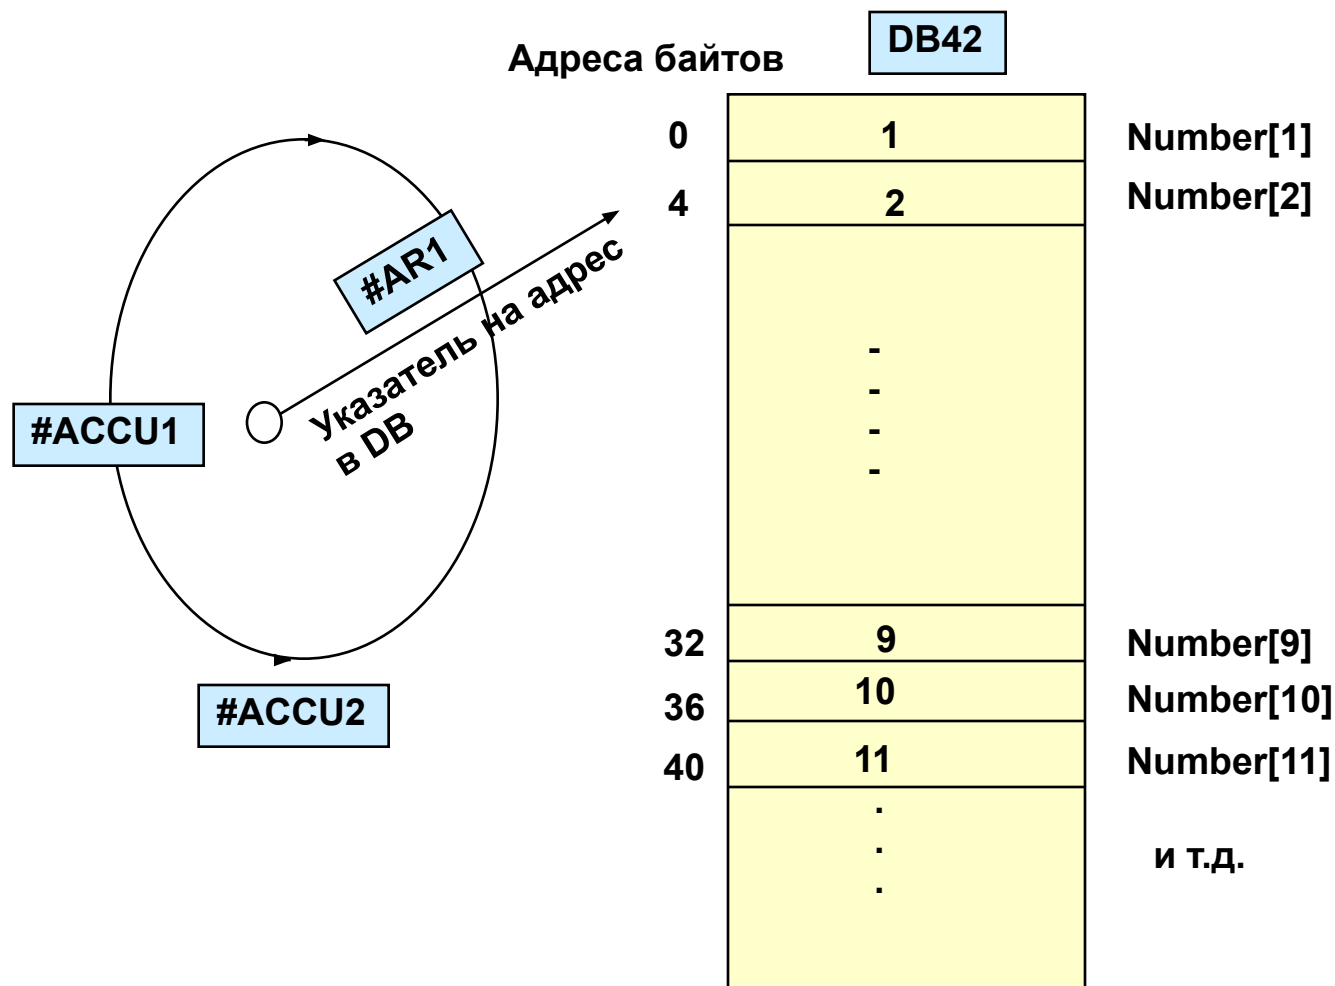 Адреса байтов DB42
0 1 Number[1]
4 2 Number[2]
#AR1
Указатель на адрес
в DB
#ACCU1
-
-
-
-
32 9 Number[9]
36 10 Number[10]
#ACCU2
40 11 Number[11]
.
.
.
и т.д.